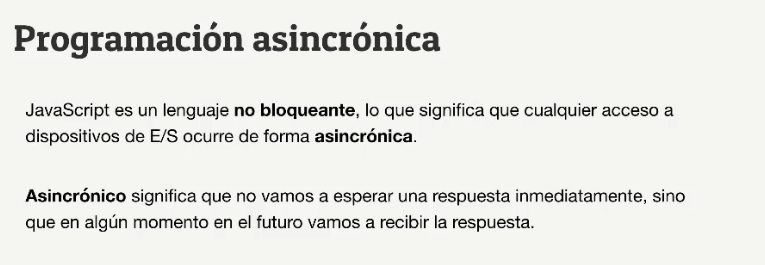 Programación asincrónica
JavaScript es un lenguaje no bloqueante, lo que significa que cualquier acceso a
dispositivos de E/S ocurre de forma asincrónica.
Asincrónico significa que no vamos a esperar una respuesta inmediatamente, sino
que en algún momento en el futuro vamos a recibir la respuesta.